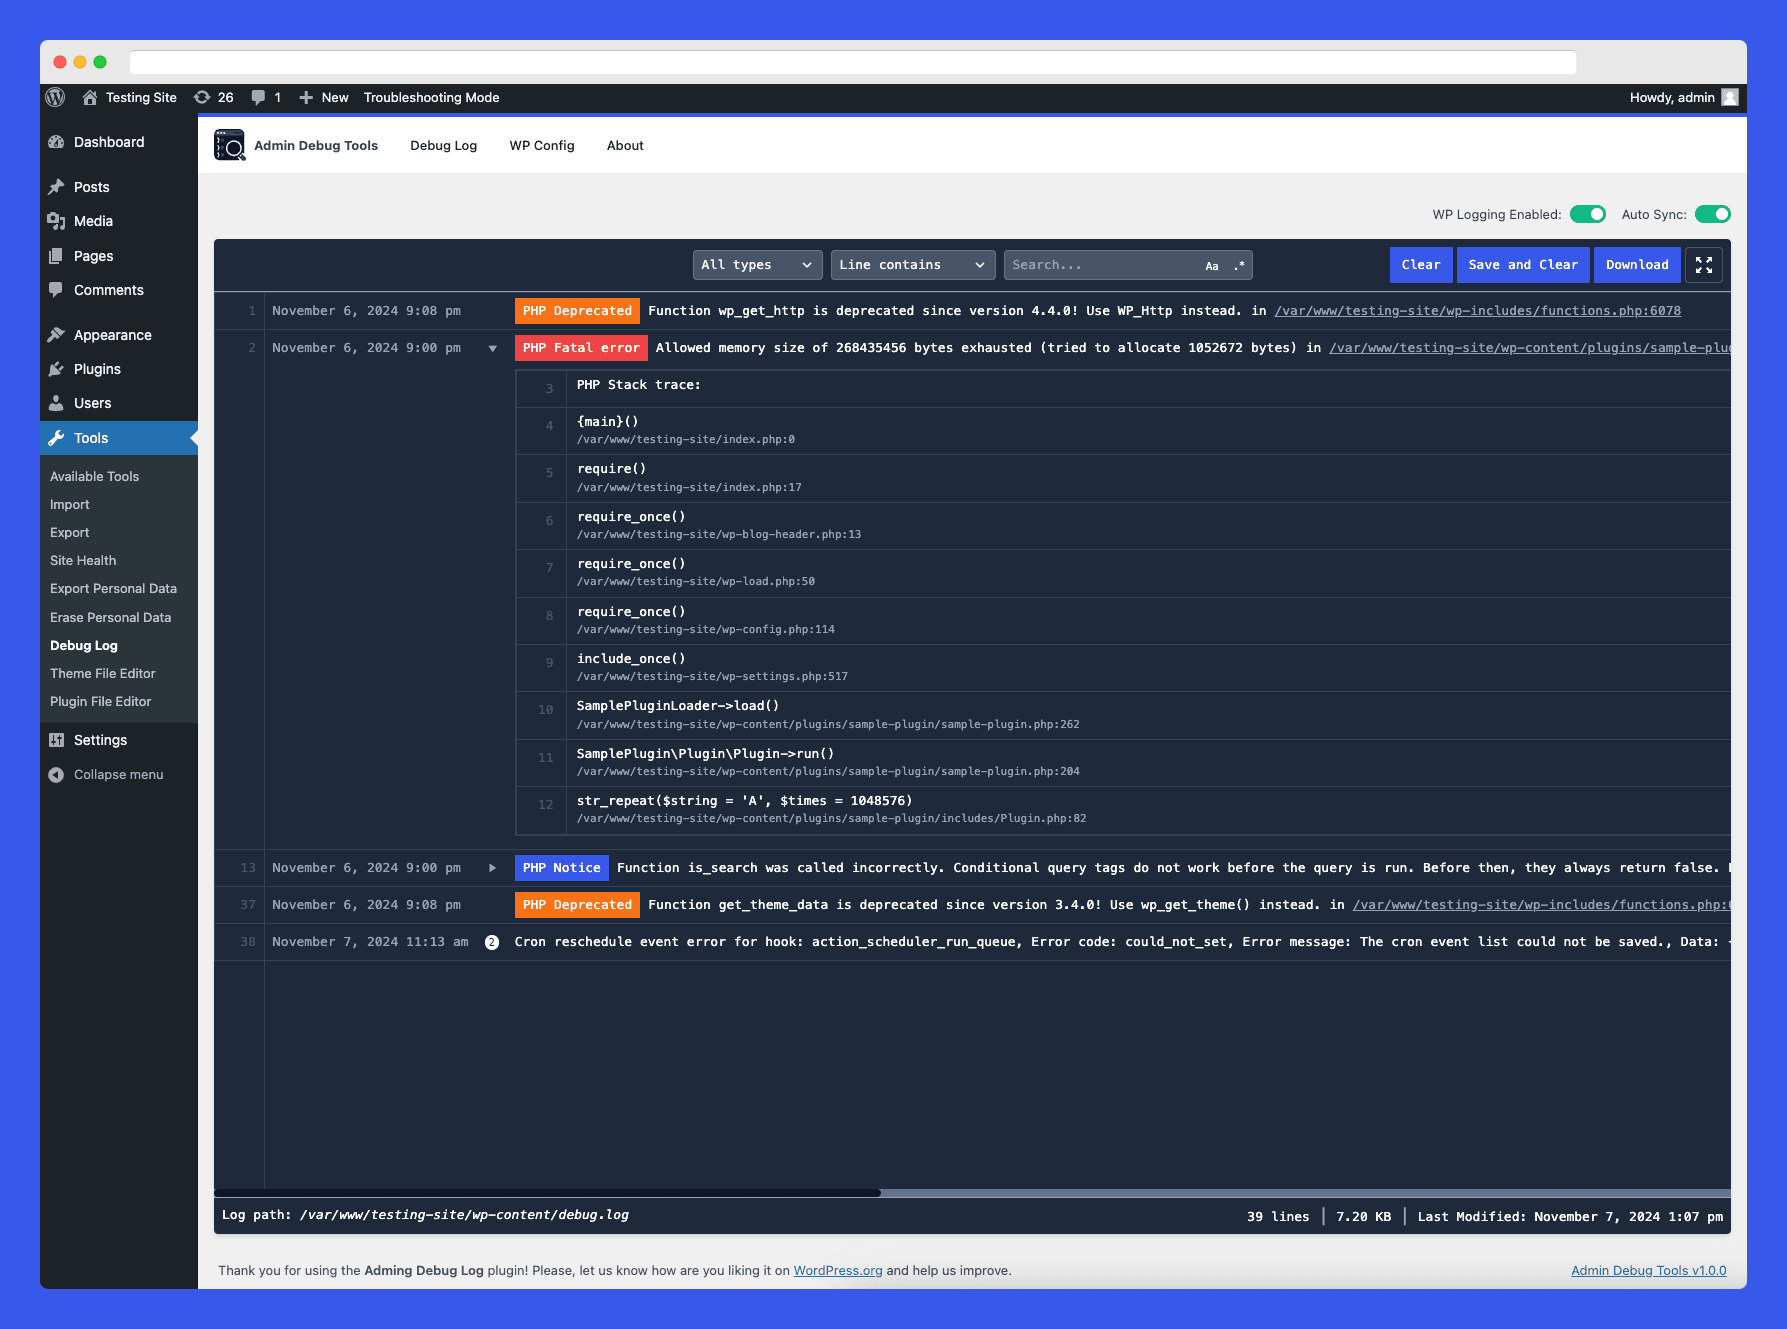 Testing Site 26 1 New Troubleshooting Mode Howdy, admin
Dashboard
Posts
Media
Pages
Comments
Appearance
Plugins
Users
Tools
Available Tools
Import
Export
Site Health
Export Personal Data
Erase Personal Data
Debug Log
Theme File Editor
Plugin File Editor
Settings
Collapse menu
Admin Debug Tools Debug Log WP Config About
WP Logging Enabled: Auto Sync:
All types Line contains Search... Aa .* Clear Save and Clear Download
1 November 6, 2024 9:08 pm PHP Deprecated Function wp_get_http is deprecated since version 4.4.0! Use WP_Http instead. in /var/www/testing-site/wp-includes/functions.php:6078
2 November 6, 2024 9:00 pm PHP Fatal error Allowed memory size of 268435456 bytes exhausted (tried to allocate 1052672 bytes) in /var/www/testing-site/wp-content/plugins/sample-plug
3 PHP Stack trace:
4 {main}()
/var/www/testing-site/index.php:0
5 require()
/var/www/testing-site/index.php:17
6 require_once()
/var/www/testing-site/wp-blog-header.php:13
7 require_once()
/var/www/testing-site/wp-load.php:50
8 require_once()
/var/www/testing-site/wp-config.php:114
9 include_once()
/var/www/testing-site/wp-settings.php:517
10 SamplePluginLoader->load()
/var/www/testing-site/wp-content/plugins/sample-plugin/sample-plugin.php:262
11 SamplePlugin\Plugin\Plugin->run()
/var/www/testing-site/wp-content/plugins/sample-plugin/sample-plugin.php:204
12 str_repeat($string = 'A', $times = 1048576)
/var/www/testing-site/wp-content/plugins/sample-plugin/includes/Plugin.php:82
13 November 6, 2024 9:00 pm PHP Notice Function is_search was called incorrectly. Conditional query tags do not work before the query is run. Before then, they always return false.
37 November 6, 2024 9:08 pm PHP Deprecated Function get_theme_data is deprecated since version 3.4.0! Use wp_get_theme() instead. in /var/www/testing-site/wp-includes/functions.php:
38 November 7, 2024 11:13 am 2 Cron reschedule event error for hook: action_scheduler_run_queue, Error code: could_not_set, Error message: The cron event list could not be saved., Data:
Log path: /var/www/testing-site/wp-content/debug.log 39 lines | 7.20 KB | Last Modified: November 7, 2024 1:07 pm
Thank you for using the Adming Debug Log plugin! Please, let us know how are you liking it on WordPress.org and help us improve. Admin Debug Tools v1.0.0